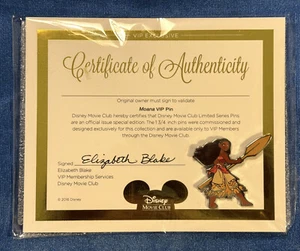 VIP EXCLUSIVE
Certificate of Authenticity
Original owner must sign to validate
Moana VIP Pin
Disney Movie Club hereby certifies that Disney Movie Club Limited Series Pins
are an official issue special edition. The 1 3/4 inch pins were commissioned and
designed exclusively for this collection and are available only to VIP Members
through the Disney Movie Club.
Signed Elizabeth Blake
Elizabeth Blake
VIP Membership Services
Disney Movie Club
© 2016 Disney
Disney
MOVIE CLUB